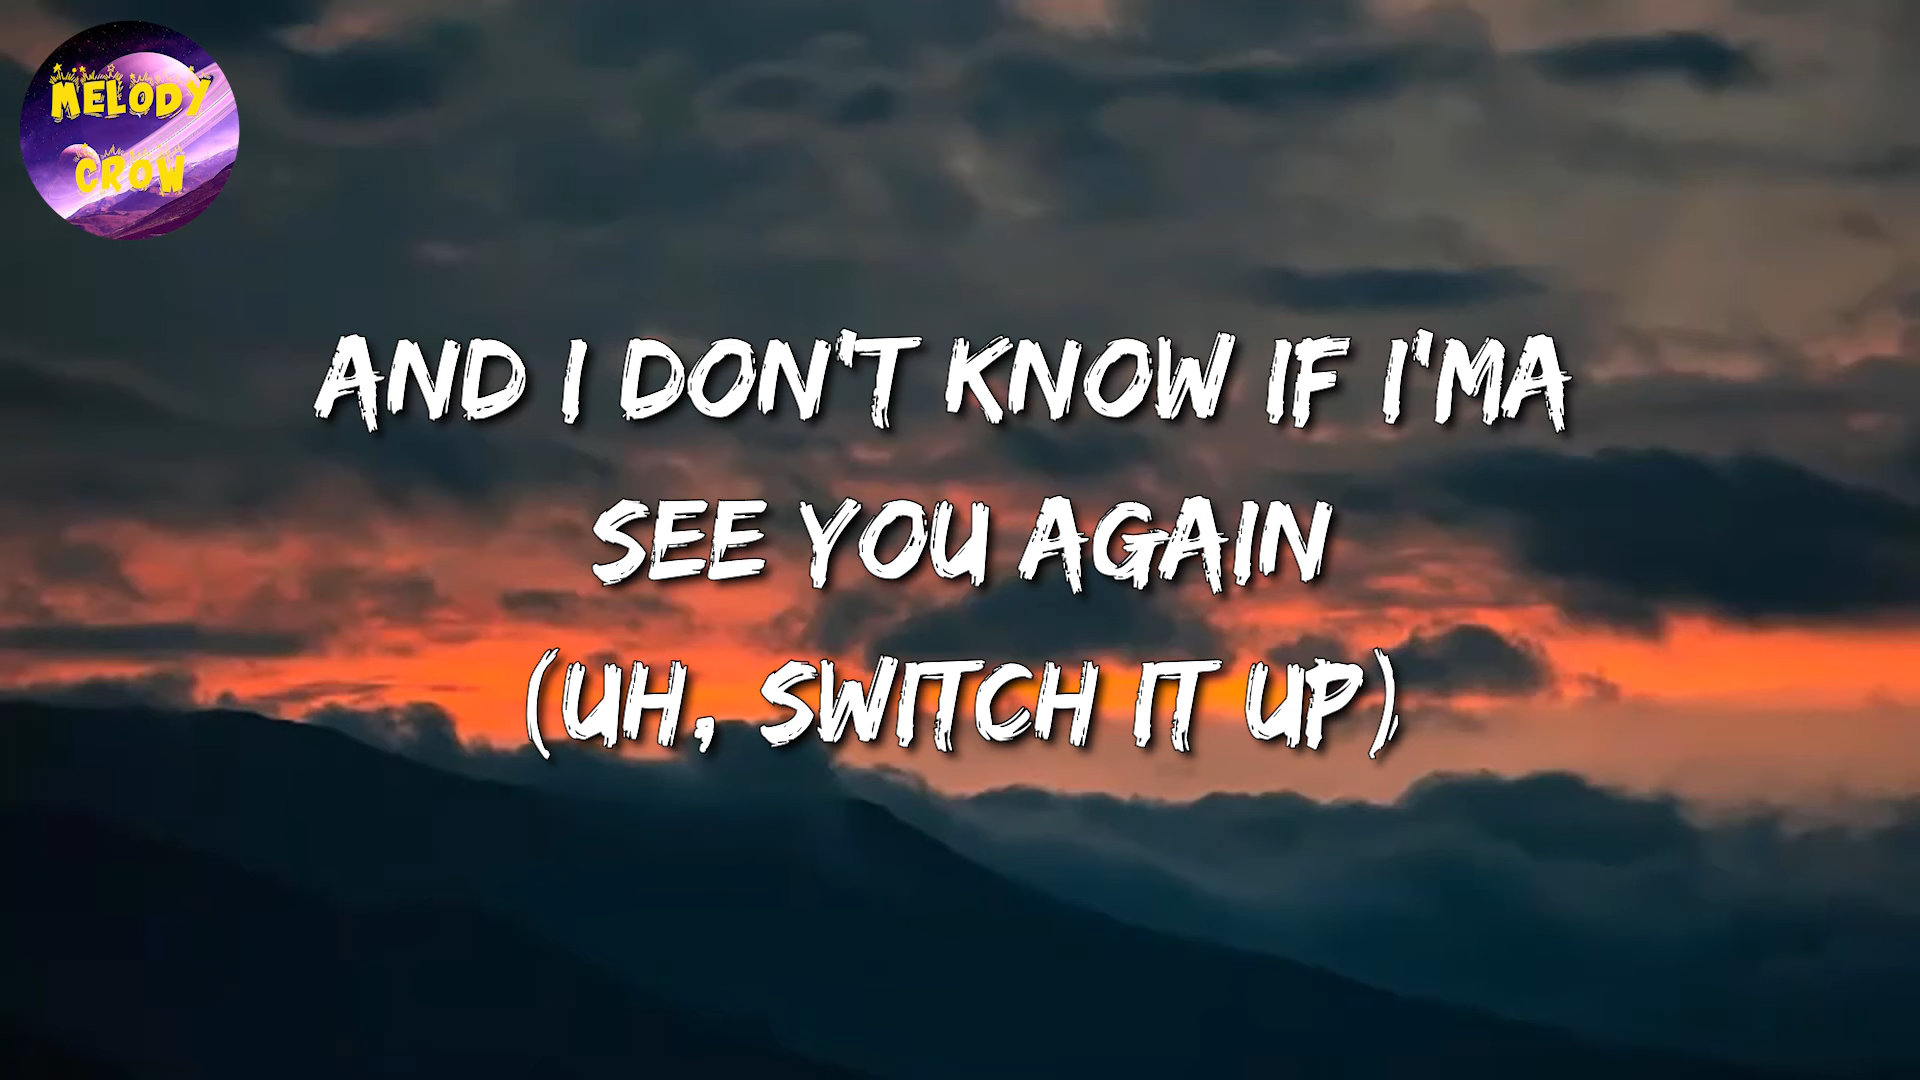 MELODY
CROW
AND I DON'T KNOW IF I'MA
SEE YOU AGAIN
(UH, SWITCH IT UP)